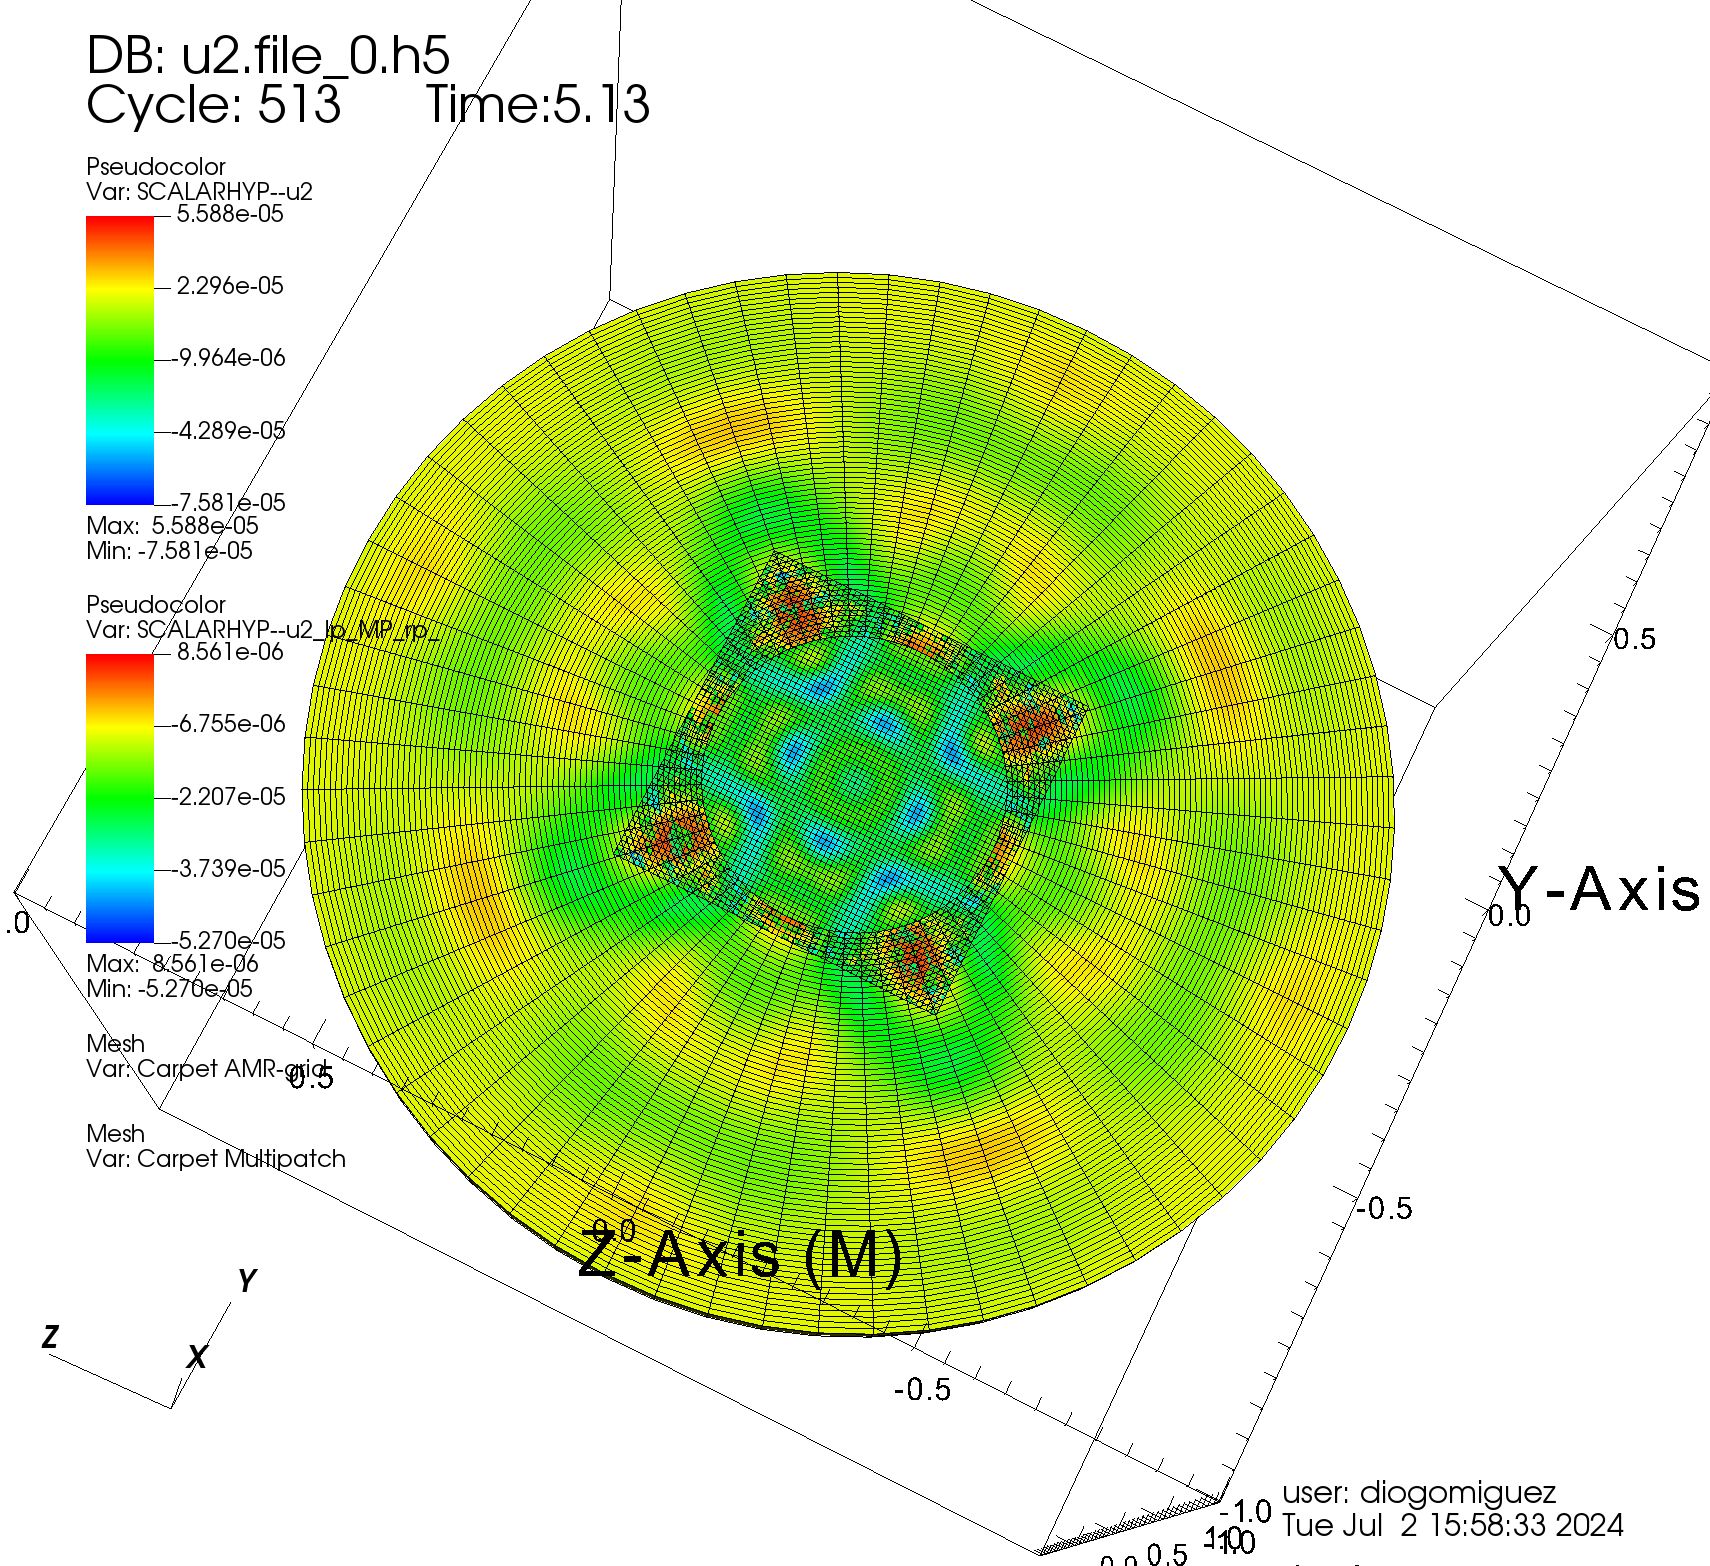 DB: u2.file_0.h5
Cycle: 513 Time:5.13
Pseudocolor
Var: SCALARHYP--u2
5.588e-05
2.296e-05
-9.964e-06
-4.289e-05
-7.581e-05
Max: 5.588e-05
Min: -7.581e-05
Pseudocolor
Var: SCALARHYP--u2_lp_MP_rp_
8.561e-06
-6.755e-06
-2.207e-05
-3.739e-05
-5.270e-05
Max: 8.561e-06
Min: -5.270e-05
Mesh
Var: Carpet AMR-grid
Mesh
Var: Carpet Multipatch
.0
0.5
0.0
Z-Axis (M)
-0.5
0.5
0.0
Y-Axis
-0.5
-1.0
0.5
Z
Y
X
user: diogomiguez
Tue Jul 2 15:58:33 2024